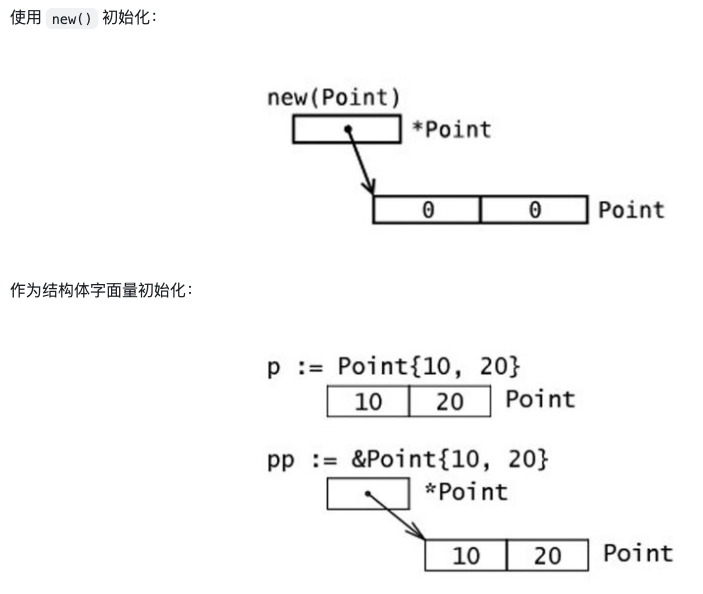 使用 new() 初始化：
new(Point)
*Point
0 0 Point
作为结构体字面量初始化：
p := Point{10, 20}
10 20 Point
pp := &Point{10, 20}
*Point
10 20 Point